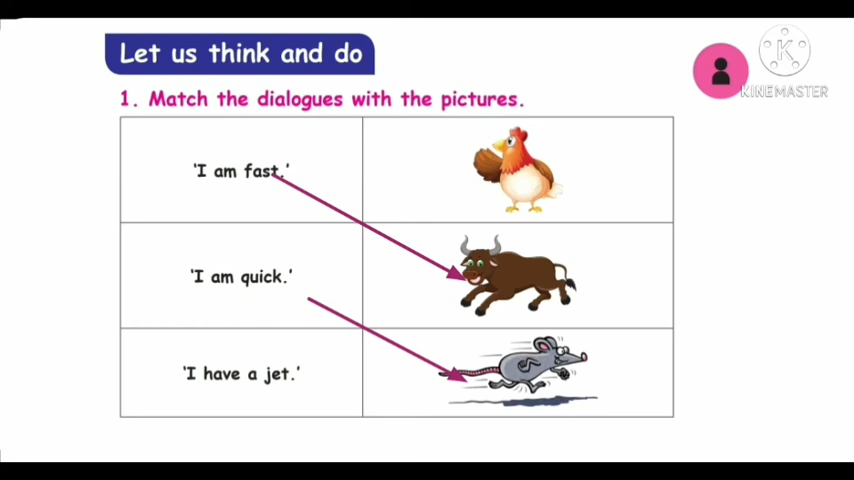 Let us think and do
KINEMASTER
1. Match the dialogues with the pictures.
'I am fast.'
'I am quick.'
'I have a jet.'